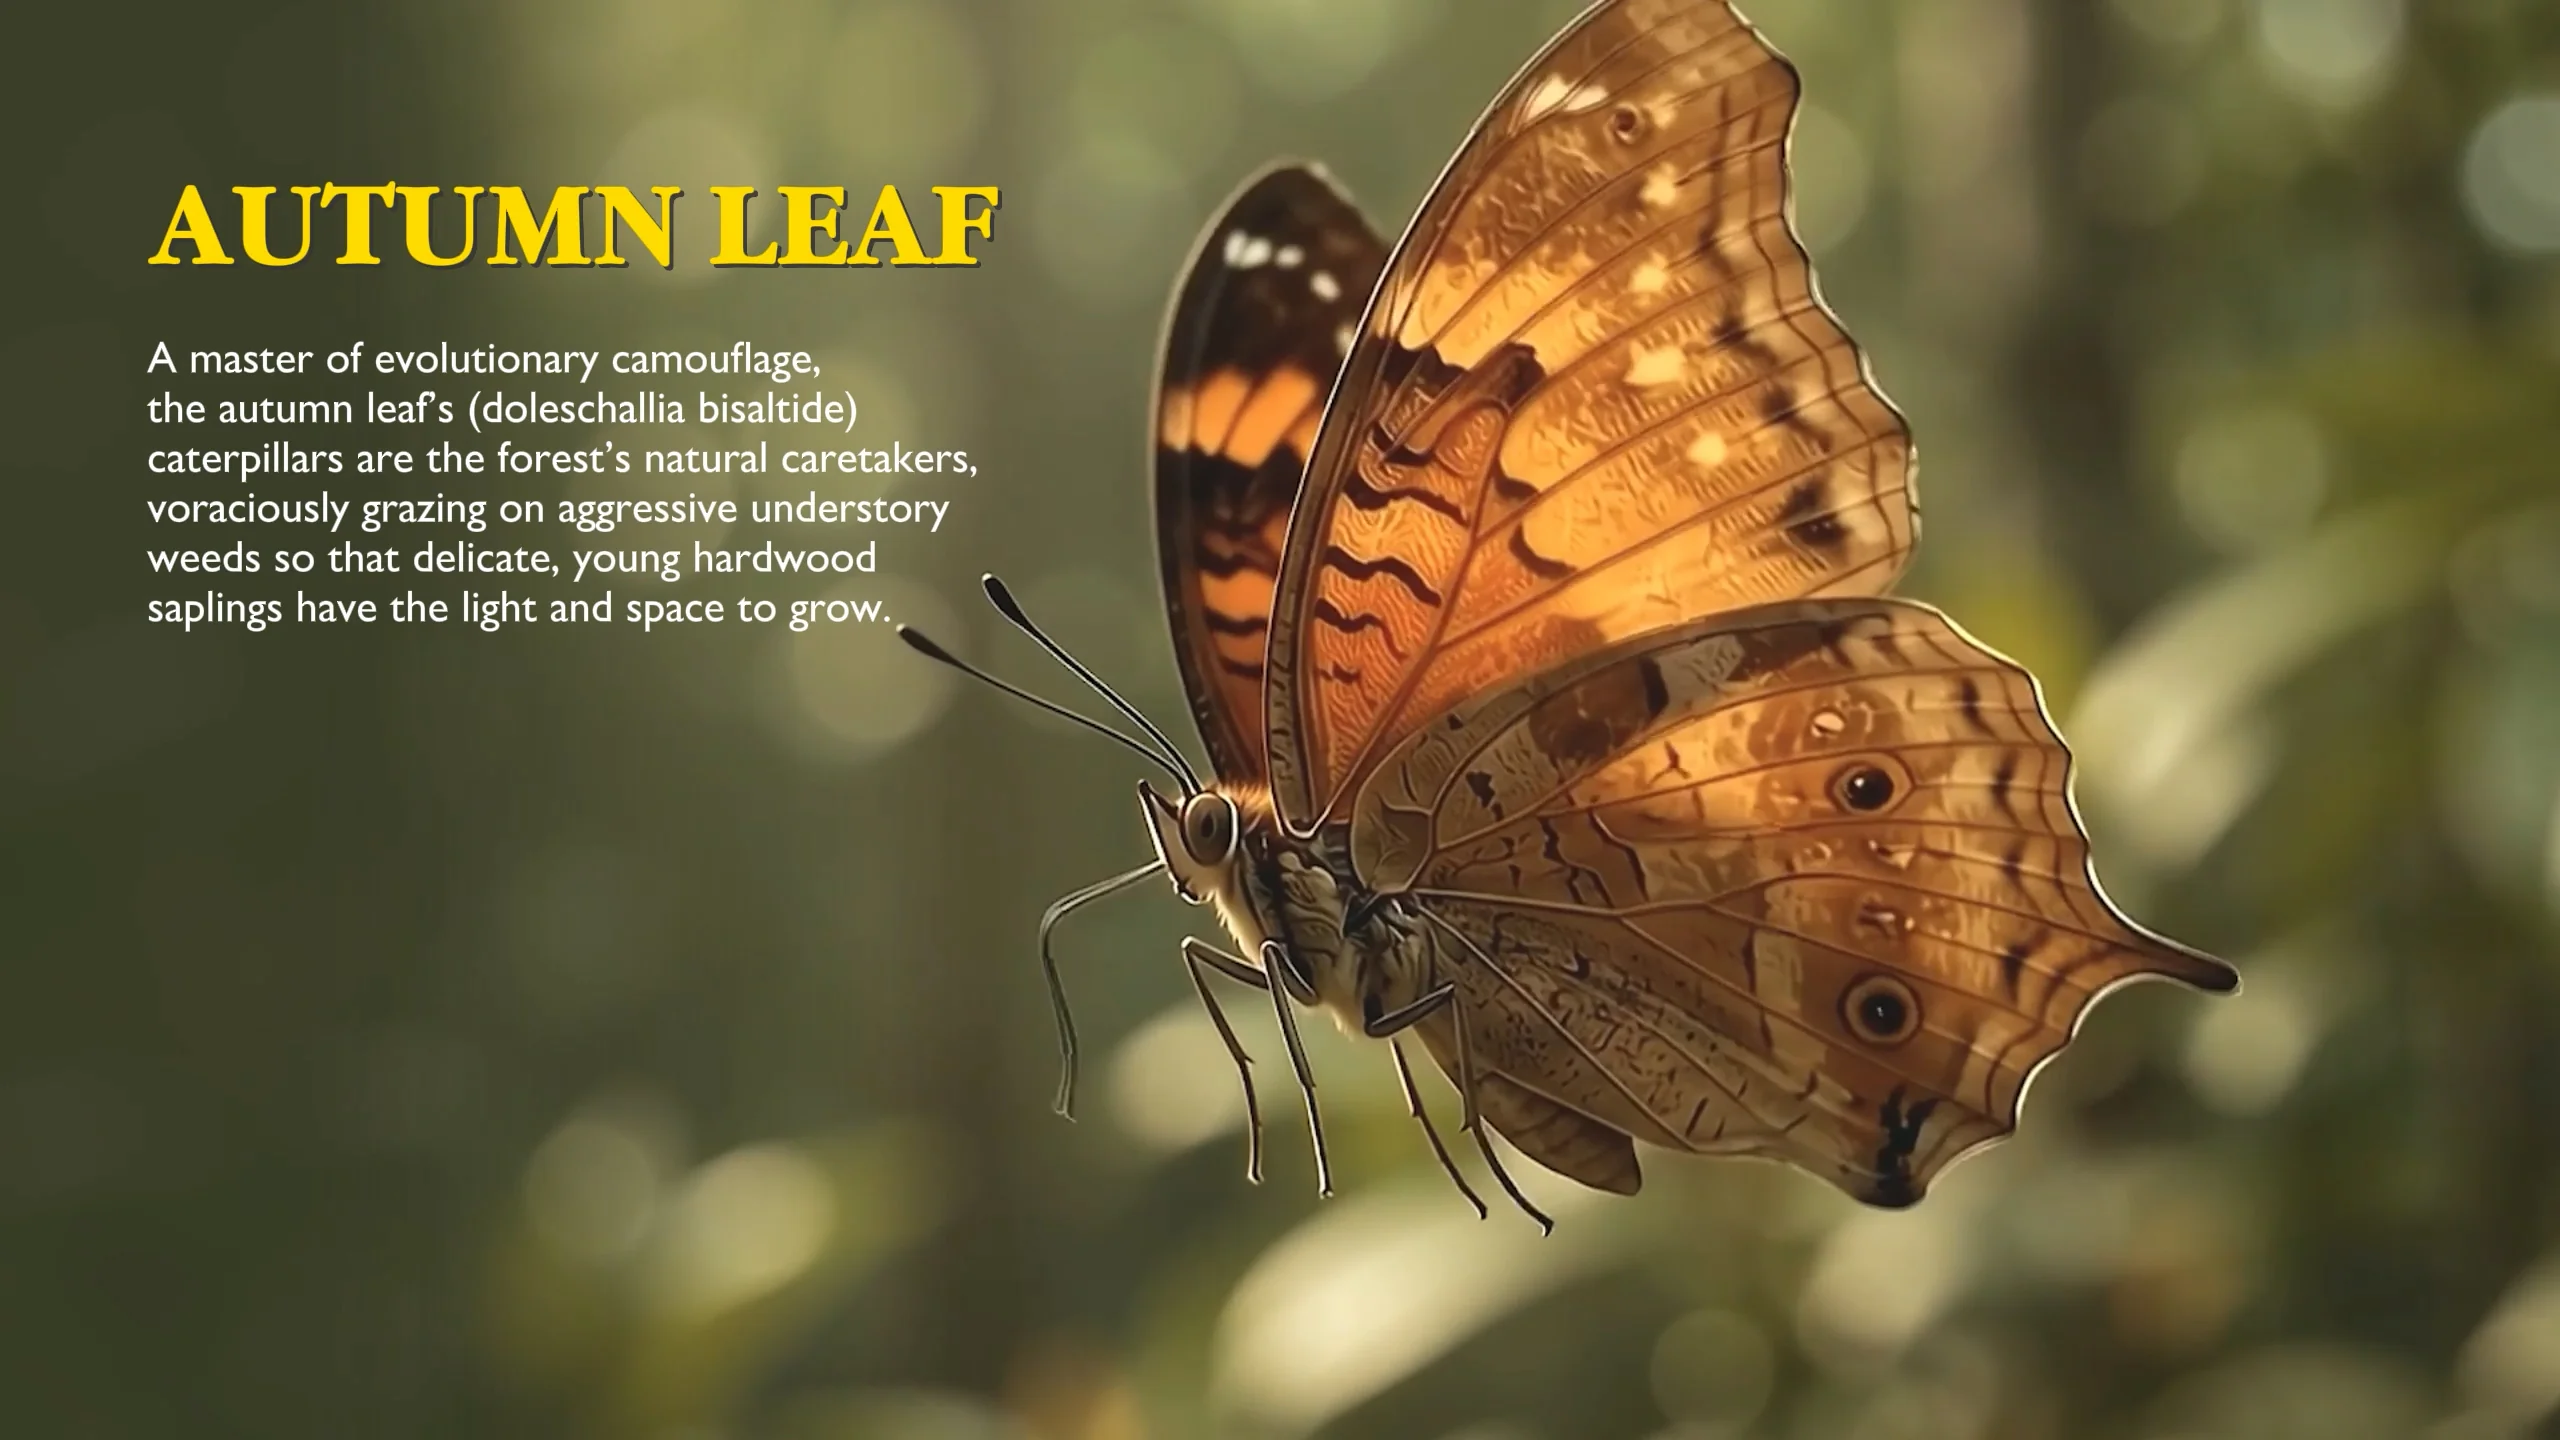 AUTUMN LEAF
A master of evolutionary camouflage,
the autumn leaf’s (doleschallia bisaltide)
caterpillars are the forest’s natural caretakers,
voraciously grazing on aggressive understory
weeds so that delicate, young hardwood
saplings have the light and space to grow.